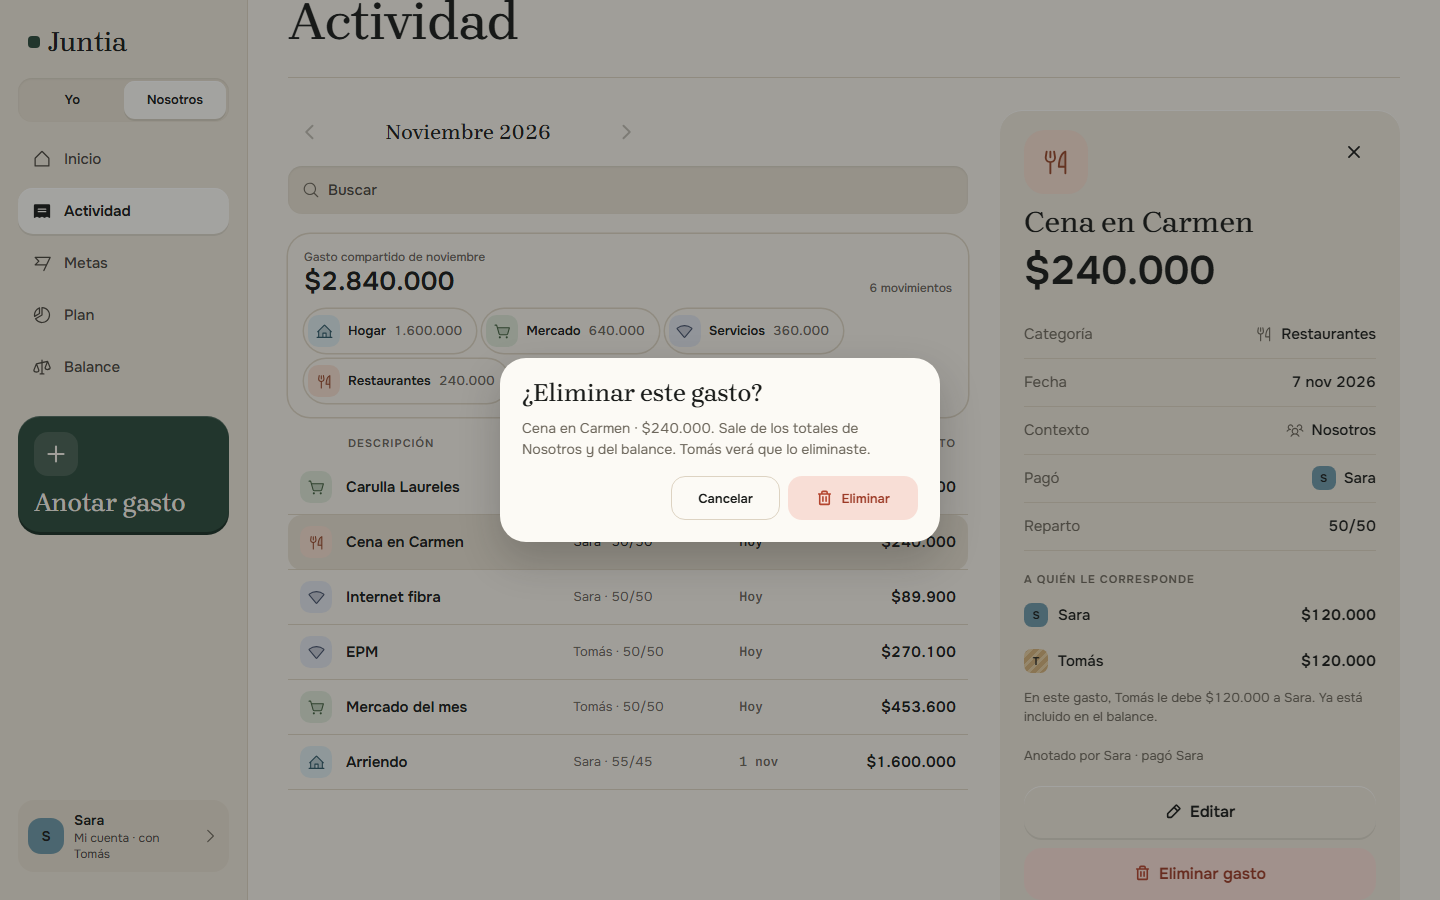 Juntia
Yo
Nosotros
Inicio
Actividad
Metas
Plan
Balance
Anotar gasto
S
Sara
Mi cuenta · con
Tomás
Actividad
Noviembre 2026
Buscar
Gasto compartido de noviembre
$2.840.000
6 movimientos
Hogar 1.600.000
Mercado 640.000
Servicios 360.000
Restaurantes 240.000
DESCRIPCIÓN
Carulla Laureles
Cena en Carmen Sara · 50/50 Hoy $240.000
Internet fibra Sara · 50/50 Hoy $89.900
EPM Tomás · 50/50 Hoy $270.100
Mercado del mes Tomás · 50/50 Hoy $453.600
Arriendo Sara · 55/45 1 nov $1.600.000
¿Eliminar este gasto?
Cena en Carmen · $240.000. Sale de los totales de
Nosotros y del balance. Tomás verá que lo eliminaste.
Cancelar
Eliminar
Cena en Carmen
$240.000
Categoría Restaurantes
Fecha 7 nov 2026
Contexto Nosotros
Pagó S Sara
Reparto 50/50
A QUIÉN LE CORRESPONDE
S Sara $120.000
T Tomás $120.000
En este gasto, Tomás le debe $120.000 a Sara. Ya está
incluido en el balance.
Anotado por Sara · pagó Sara
Editar
Eliminar gasto